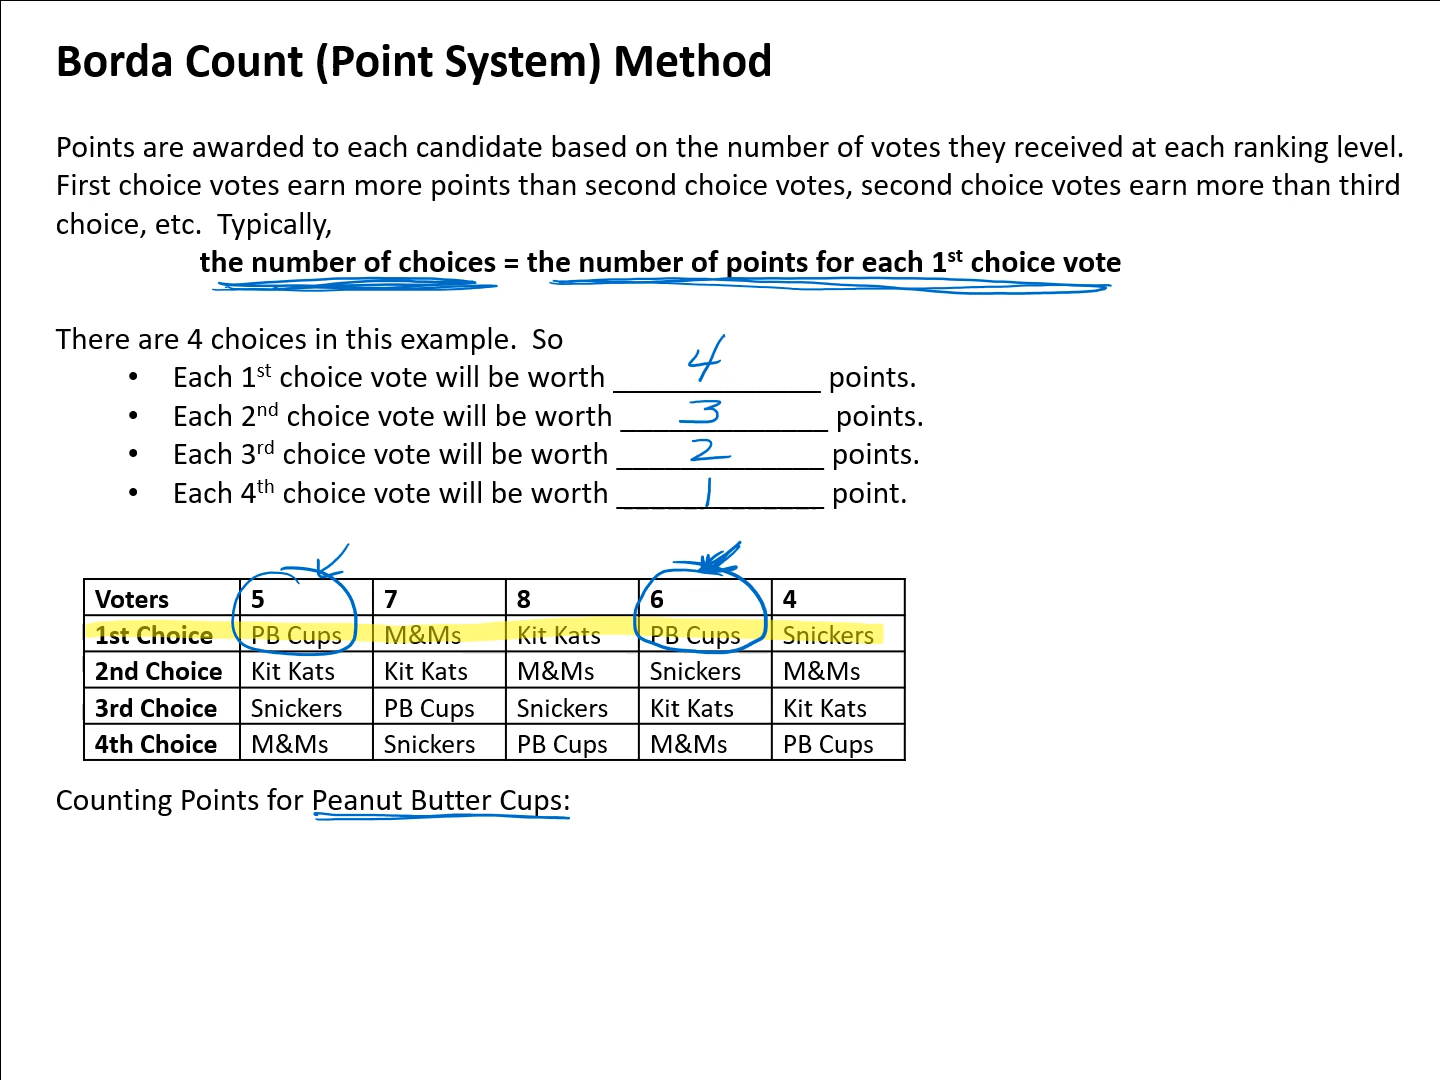 Borda Count (Point System) Method
Points are awarded to each candidate based on the number of votes they received at each ranking level.
First choice votes earn more points than second choice votes, second choice votes earn more than third
choice, etc. Typically,
the number of choices = the number of points for each 1st choice vote
There are 4 choices in this example. So
• Each 1st choice vote will be worth ____4____ points.
• Each 2nd choice vote will be worth ____3____ points.
• Each 3rd choice vote will be worth ____2____ points.
• Each 4th choice vote will be worth ____1____ point.
Voters 5 7 8 6 4
1st Choice PB Cups M&Ms Kit Kats PB Cups Snickers
2nd Choice Kit Kats Kit Kats M&Ms Snickers M&Ms
3rd Choice Snickers PB Cups Snickers Kit Kats Kit Kats
4th Choice M&Ms Snickers PB Cups M&Ms PB Cups
Counting Points for Peanut Butter Cups: